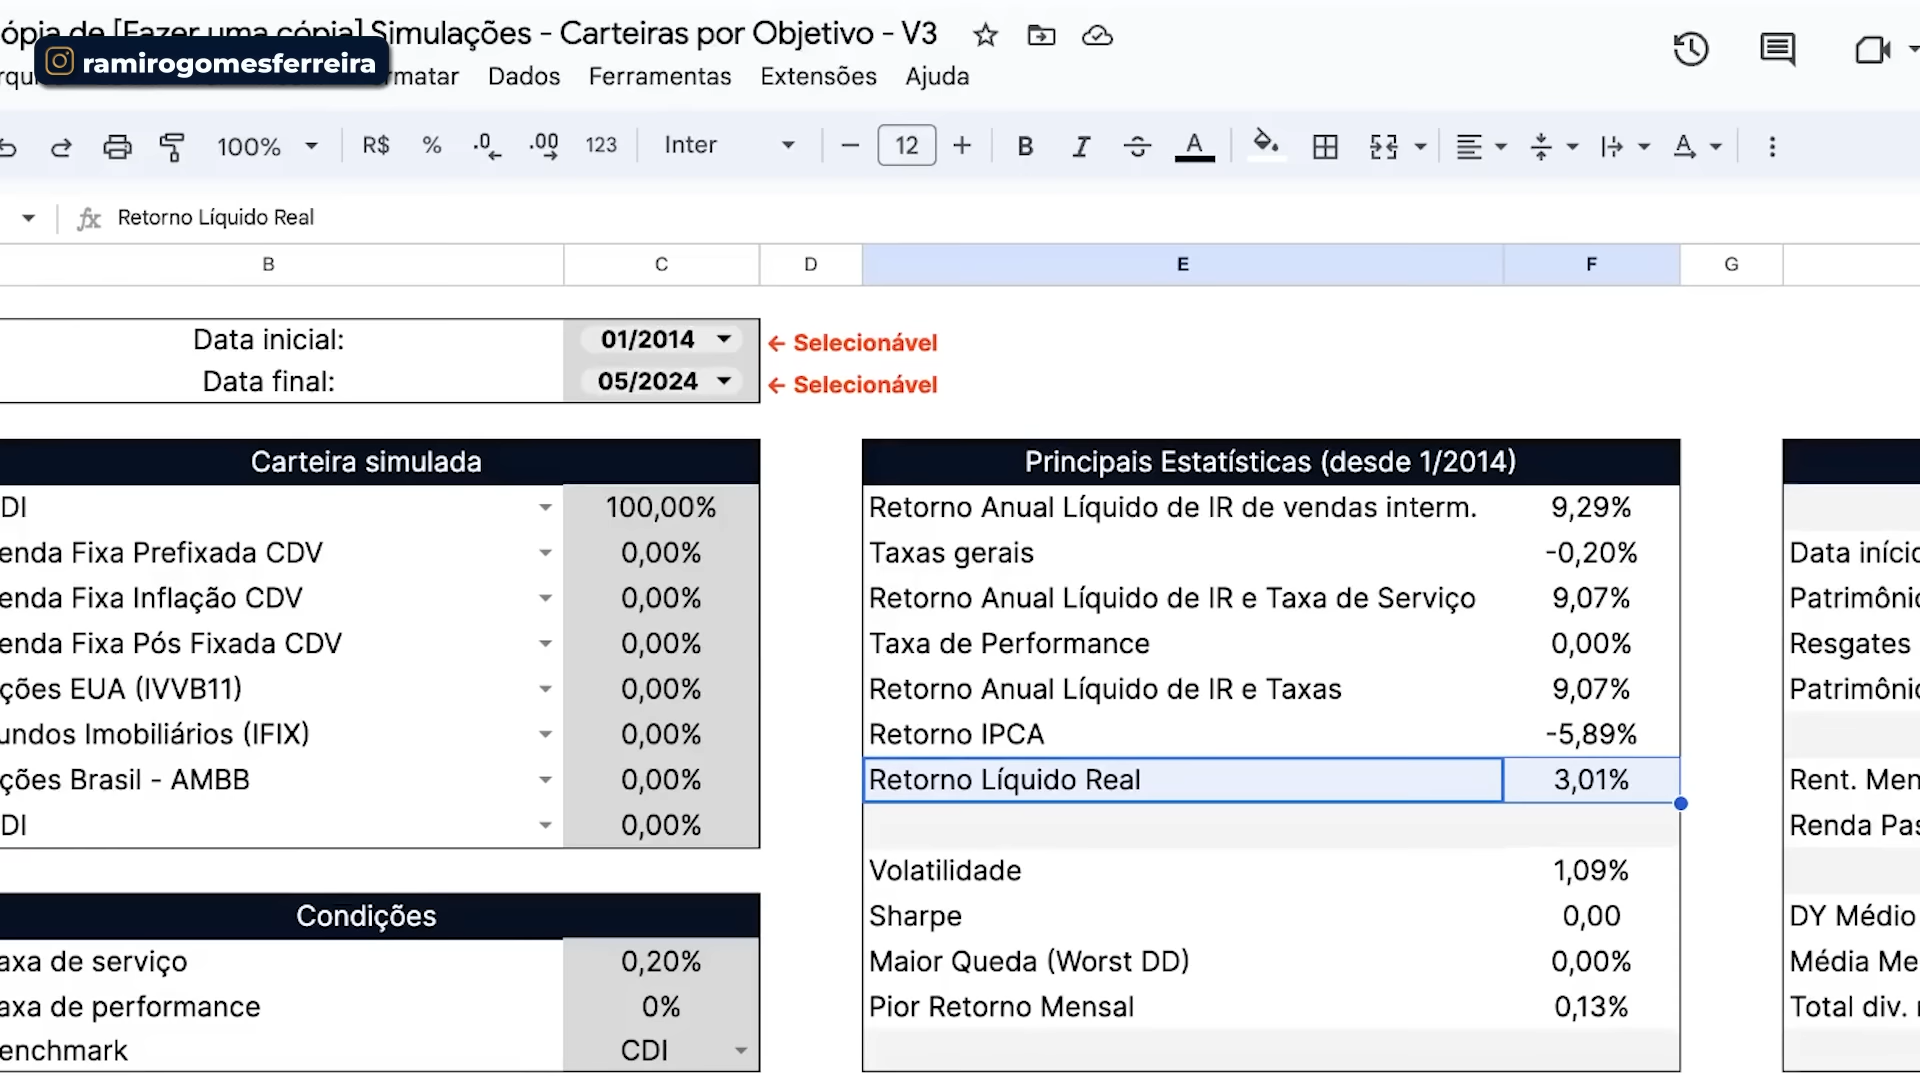 ópia de [Fazer uma cópia] Simulações - Carteiras por Objetivo - V3
ramirogomesferreira
rmatar Dados Ferramentas Extensões Ajuda
100% R$ % .0 .00 123 Inter 12 B I A A
fx Retorno Líquido Real
B C D E F G
Data inicial: 01/2014 ← Selecionável
Data final: 05/2024 ← Selecionável
Carteira simulada
DI 100,00%
enda Fixa Prefixada CDV 0,00%
enda Fixa Inflação CDV 0,00%
enda Fixa Pós Fixada CDV 0,00%
ções EUA (IVVB11) 0,00%
undos Imobiliários (IFIX) 0,00%
ções Brasil - AMBB 0,00%
DI 0,00%
Condições
axa de serviço 0,20%
axa de performance 0%
enchmark CDI
Principais Estatísticas (desde 1/2014)
Retorno Anual Líquido de IR de vendas interm. 9,29%
Taxas gerais -0,20%
Retorno Anual Líquido de IR e Taxa de Serviço 9,07%
Taxa de Performance 0,00%
Retorno Anual Líquido de IR e Taxas 9,07%
Retorno IPCA -5,89%
Retorno Líquido Real 3,01%
Volatilidade 1,09%
Sharpe 0,00
Maior Queda (Worst DD) 0,00%
Pior Retorno Mensal 0,13%
Data iníci
Patrimôni
Resgates
Patrimôni
Rent. Men
Renda Pas
DY Médio
Média Me
Total div.